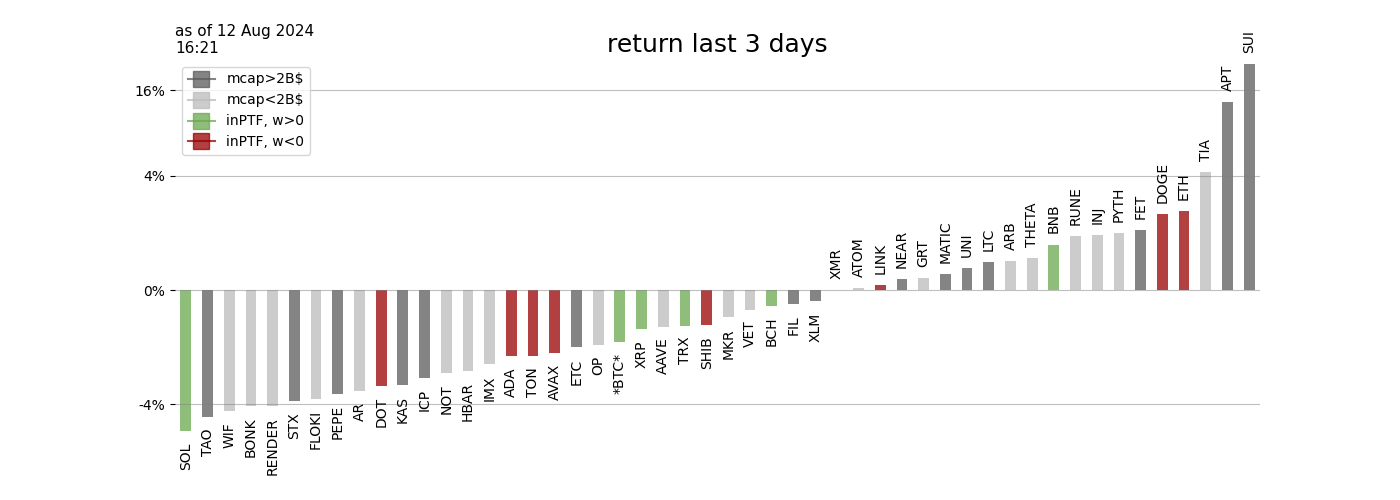 as of 12 Aug 2024
16:21
return last 3 days
mcap>2B$
mcap<2B$
inPTF, w>0
inPTF, w<0
16%
4%
0%
-4%
SOL
TAO
WIF
BONK
RENDER
STX
FLOKI
PEPE
AR
DOT
KAS
ICP
NOT
HBAR
IMX
ADA
TON
AVAX
ETC
OP
*BTC*
XRP
AAVE
TRX
SHIB
MKR
VET
BCH
FIL
XLM
XMR
ATOM
LINK
NEAR
GRT
MATIC
UNI
LTC
ARB
THETA
BNB
RUNE
INJ
PYTH
FET
DOGE
ETH
TIA
APT
SUI